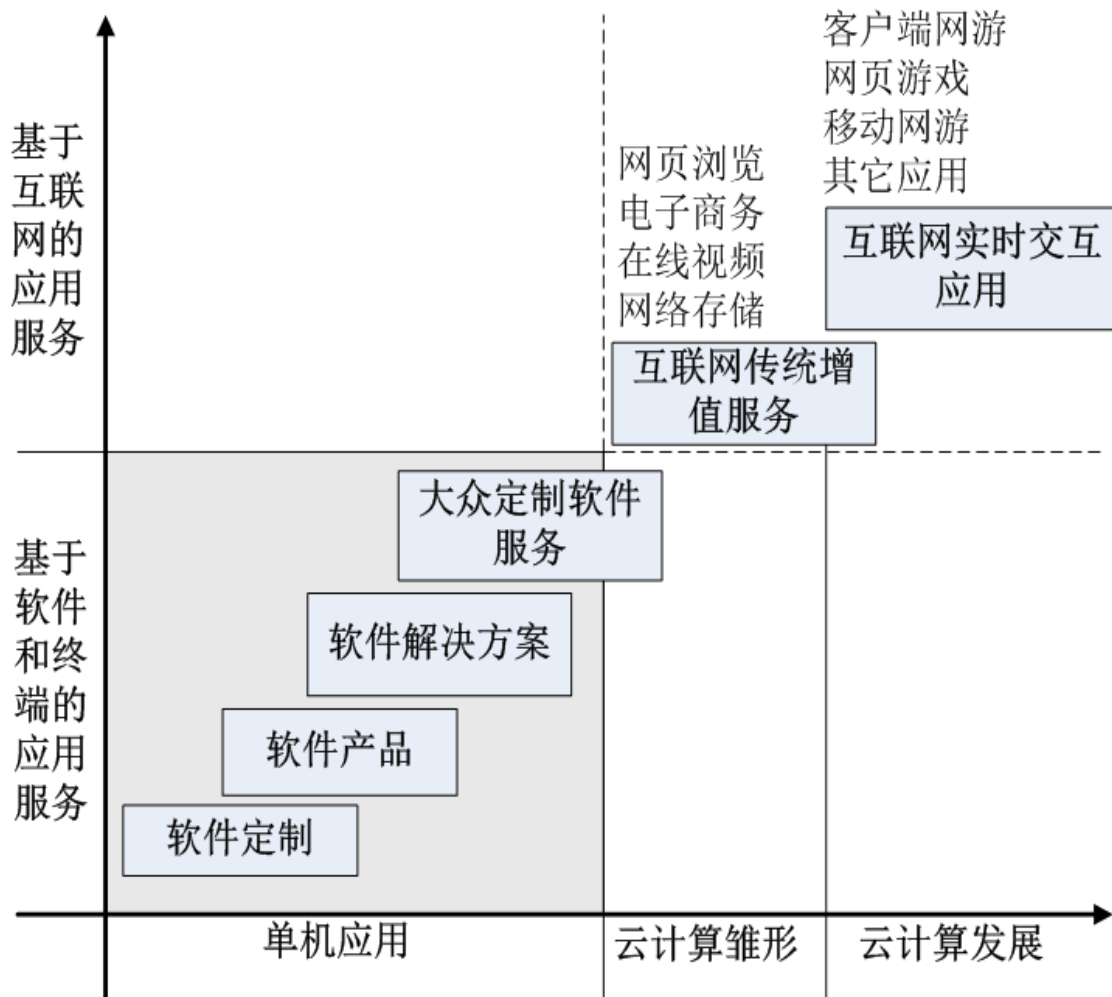 客户端网游
网页游戏
移动网游
其它应用
基于
互联
网的
应用
服务
网页浏览
电子商务
在线视频
网络存储
互联网实时交互
应用
互联网传统增
值服务
大众定制软件
服务
基于
软件
和终
端的
应用
服务
软件解决方案
软件产品
软件定制
单机应用
云计算雏形
云计算发展